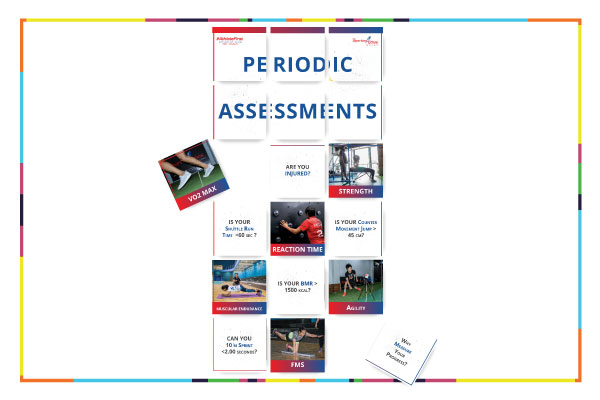 PERIODIC
ASSESSMENTS
VO2 MAX
ARE YOU
INJURED?
STRENGTH
IS YOUR
SHUTTLE RUN
TIME <60 SEC ?
REACTION TIME
IS YOUR COUNTER
MOVEMENT JUMP >
45 CM?
MUSCULAR ENDURANCE
IS YOUR BMR >
1500 KCAL?
AGILITY
CAN YOU
10 M SPRINT
<2.00 SECONDS?
FMS
WHY
MEASURE
YOUR
PROGRESS?